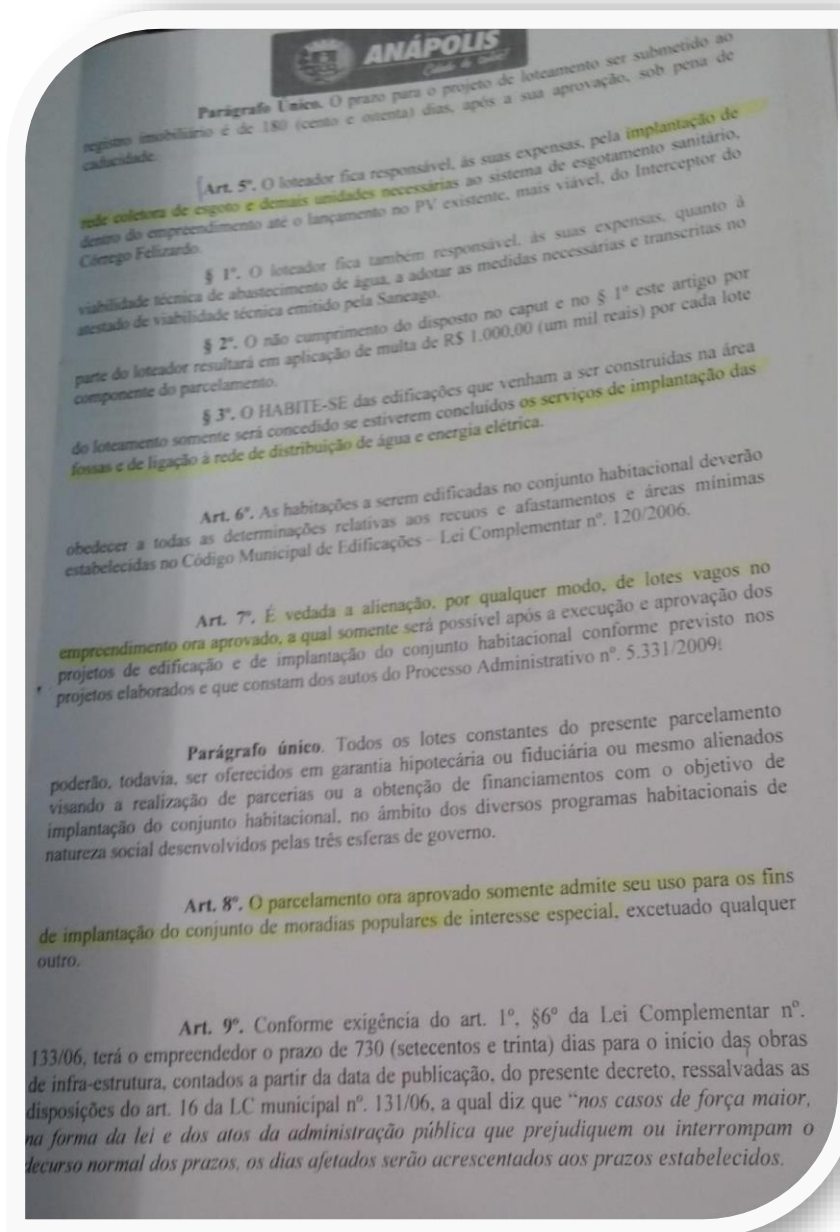 ANÁPOLIS
Parágrafo Único. O prazo para o projeto de loteamento ser submetido ao
registro imobiliário é de 180 (cento e oitenta) dias, após a sua aprovação, sob pena de
caducidade.
Art. 5º. O loteador fica responsável, ás suas expensas, pela implantação de
rede coletora de esgoto e demais unidades necessárias ao sistema de esgotamento sanitário,
dentro do empreendimento até o lançamento no PV existente, mais viável, do Interceptor do
Córrego Felizardo.
§ 1º. O loteador fica também responsável, ás suas expensas, quanto à
viabilidade técnica de abastecimento de água, a adotar as medidas necessárias e transcritas no
atestado de viabilidade técnica emitido pela Saneago.
§ 2º. O não cumprimento do disposto no caput e no § 1º este artigo por
parte do loteador resultará em aplicação de multa de R$ 1.000,00 (um mil reais) por cada lote
componente do parcelamento.
§ 3º. O HABITE-SE das edificações que venham a ser construídas na área
do loteamento somente será concedido se estiverem concluídos os serviços de implantação das
fossas e de ligação à rede de distribuição de água e energia elétrica.
Art. 6º. As habitações a serem edificadas no conjunto habitacional deverão
obedecer a todas as determinações relativas aos recuos e afastamentos e áreas mínimas
estabelecidas no Código Municipal de Edificações – Lei Complementar nº. 120/2006.
Art. 7º. É vedada a alienação, por qualquer modo, de lotes vagos no
empreendimento ora aprovado, a qual somente será possível após a execução e aprovação dos
projetos de edificação e de implantação do conjunto habitacional conforme previsto nos
projetos elaborados e que constam dos autos do Processo Administrativo nº. 5.331/2009.
Parágrafo único. Todos os lotes constantes do presente parcelamento
poderão, todavia, ser oferecidos em garantia hipotecária ou fiduciária ou mesmo alienados
visando a realização de parcerias ou a obtenção de financiamentos com o objetivo de
implantação do conjunto habitacional, no âmbito dos diversos programas habitacionais de
natureza social desenvolvidos pelas três esferas de governo.
Art. 8º. O parcelamento ora aprovado somente admite seu uso para os fins
de implantação do conjunto de moradias populares de interesse especial, excetuado qualquer
outro.
Art. 9º. Conforme exigência do art. 1º, §6º da Lei Complementar nº.
133/06, terá o empreendedor o prazo de 730 (setecentos e trinta) dias para o início das obras
de infra-estrutura, contados a partir da data de publicação, do presente decreto, ressalvadas as
disposições do art. 16 da LC municipal nº. 131/06, a qual diz que “nos casos de força maior,
na forma da lei e dos atos da administração pública que prejudiquem ou interrompam o
decurso normal dos prazos, os dias afetados serão acrescentados aos prazos estabelecidos.